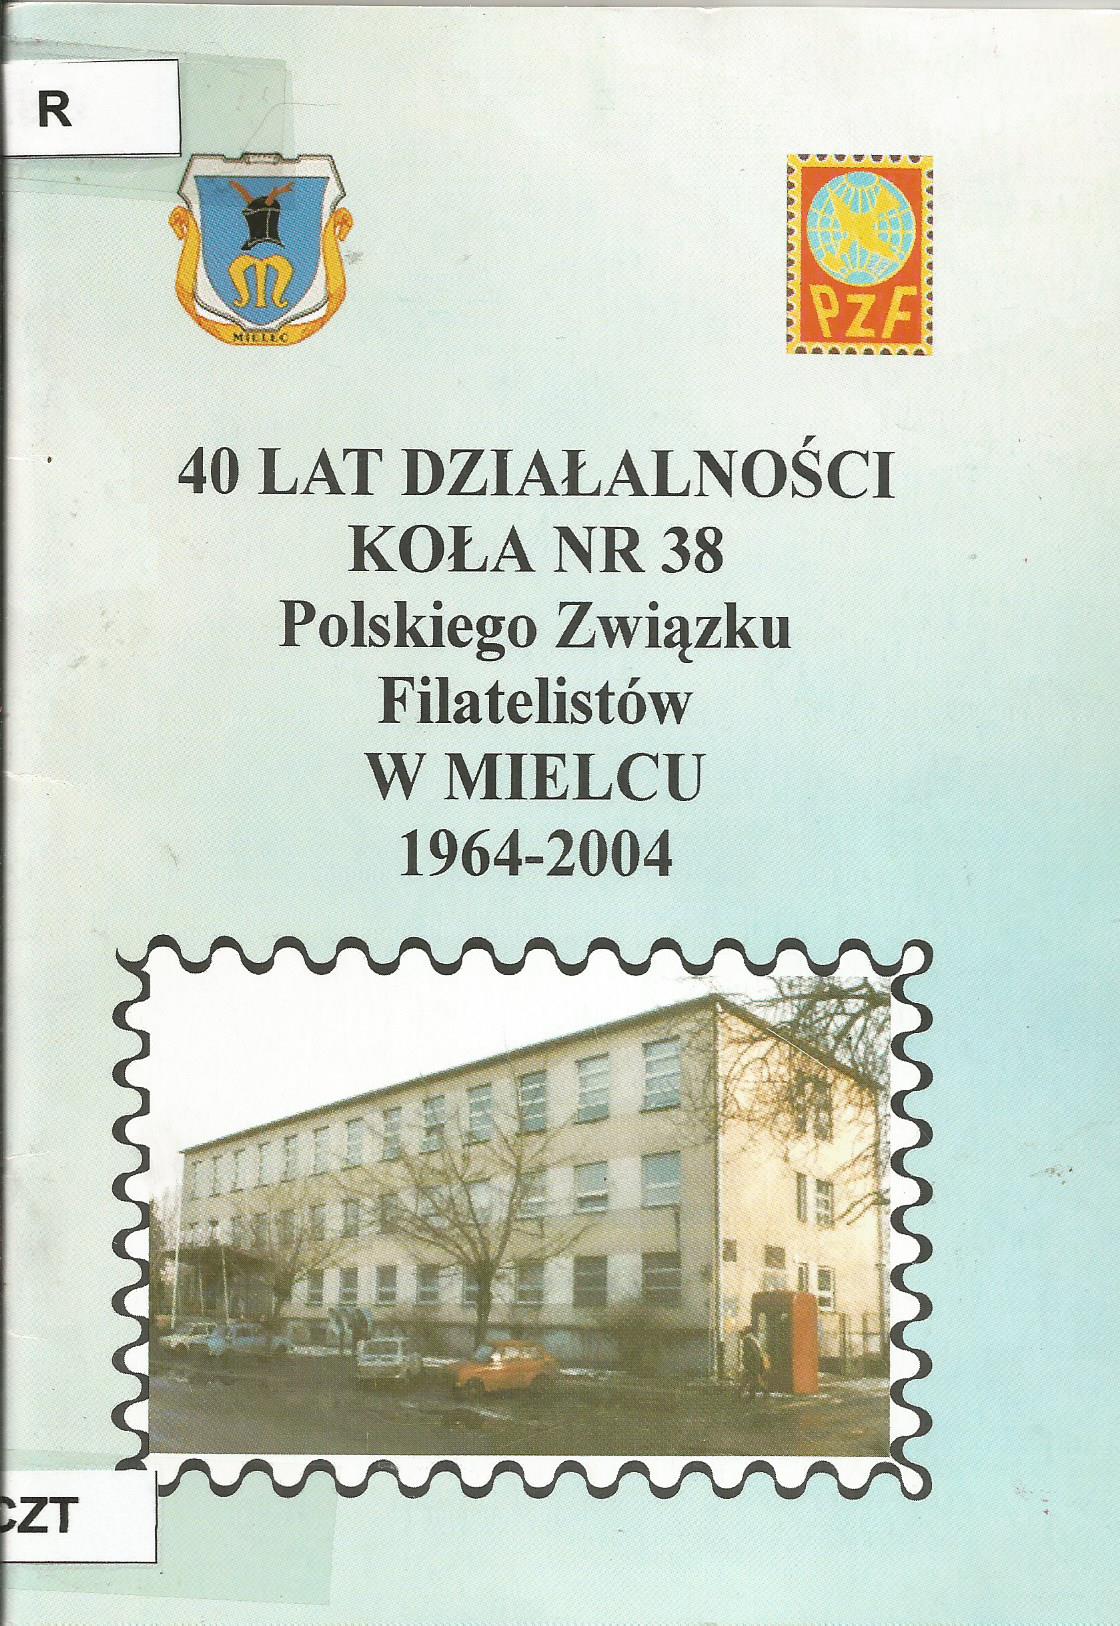 R
MIELEC
PZF
40 LAT DZIAŁALNOŚCI
KOŁA NR 38
Polskiego Związku
Filatelistów
W MIELCU
1964-2004
CZT